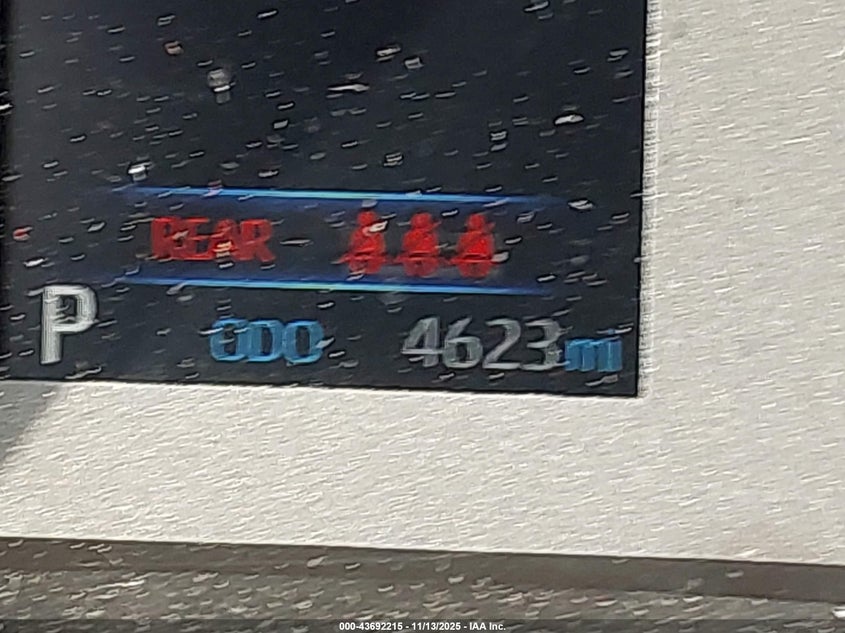 REAR
P ODO 4623mi
000-43692215 - 11/13/2025 - IAA Inc.